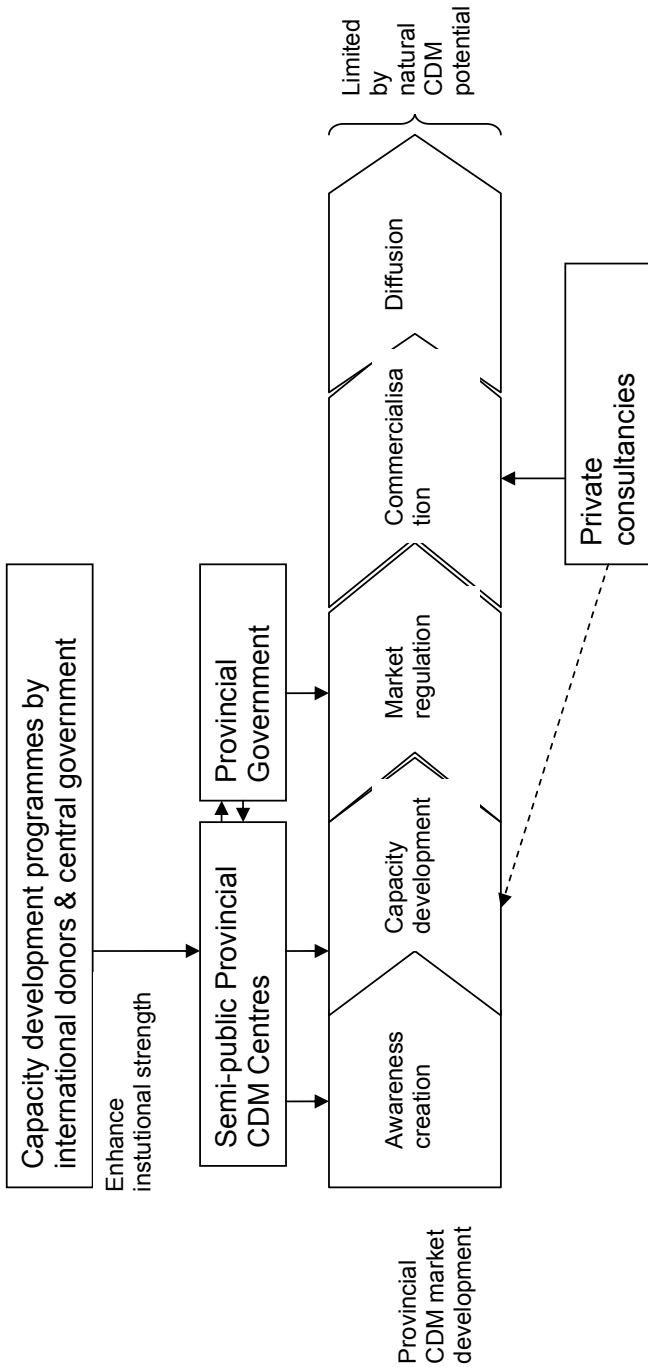 Capacity development programmes by
international donors & central government
Enhance
instutional strength
Semi-public Provincial
CDM Centres
Provincial
Government
Provincial
CDM market
development
Awareness
creation
Capacity
development
Market
regulation
Commercialisa
tion
Diffusion
Limited
by
natural
CDM
potential
Private
consultancies